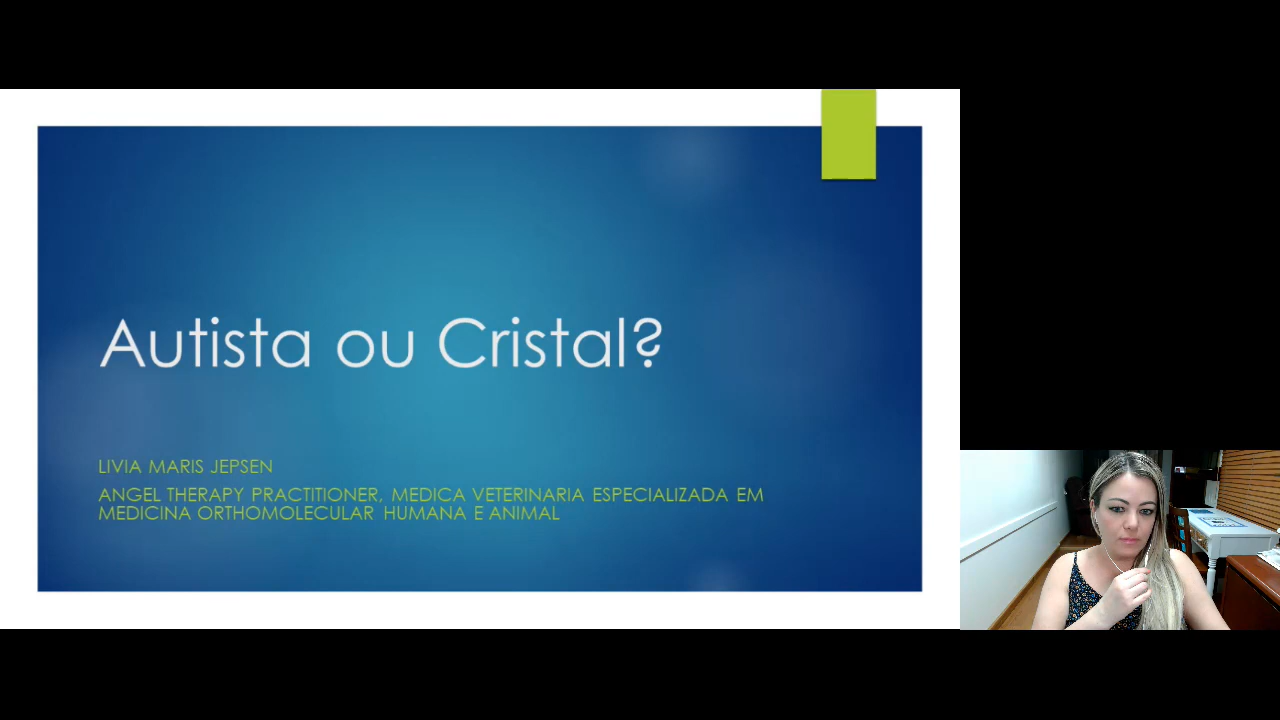 Autista ou Cristal?
LIVIA MARIS JEPSEN
ANGEL THERAPY PRACTITIONER, MEDICA VETERINARIA ESPECIALIZADA EM
MEDICINA ORTHOMOLECULAR HUMANA E ANIMAL